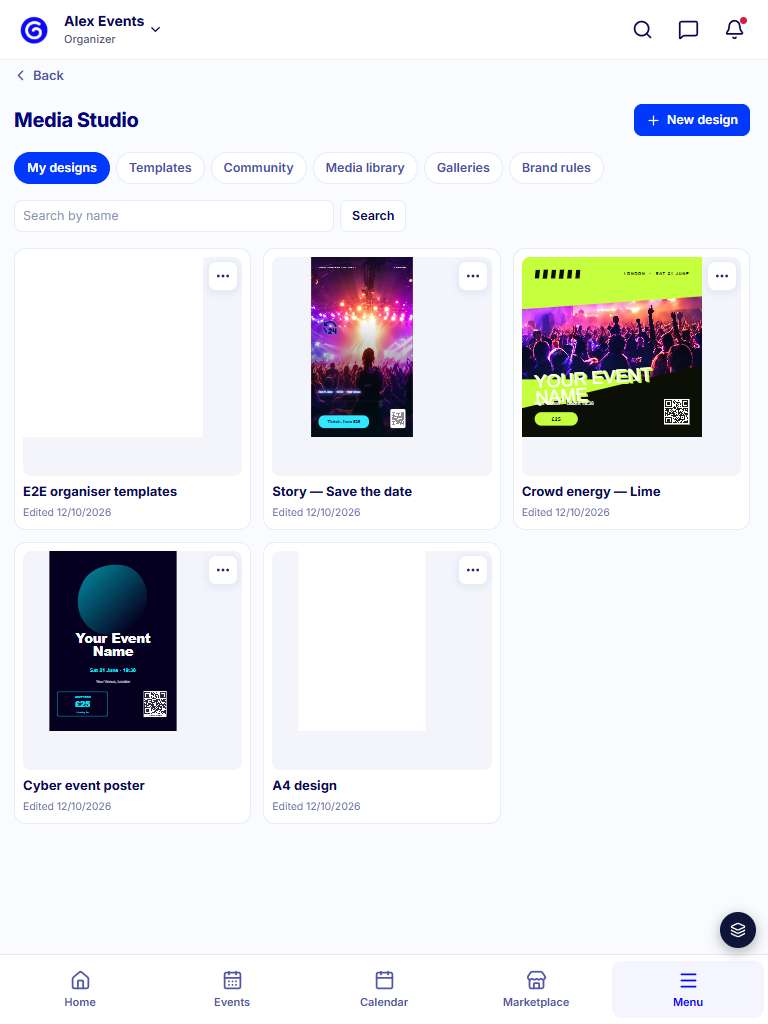 Alex Events
Organizer
Back
Media Studio
New design
My designs
Templates
Community
Media library
Galleries
Brand rules
Search by name
Search
LONDON · SAT 21 JUNE
YOUR EVENT
NAME
£25
E2E organiser templates
Edited 12/10/2026
Story — Save the date
Edited 12/10/2026
Crowd energy — Lime
Edited 12/10/2026
Your Event
Name
Sat 21 June · 19:30
Your Venue, London
£25
Cyber event poster
Edited 12/10/2026
A4 design
Edited 12/10/2026
Home
Events
Calendar
Marketplace
Menu